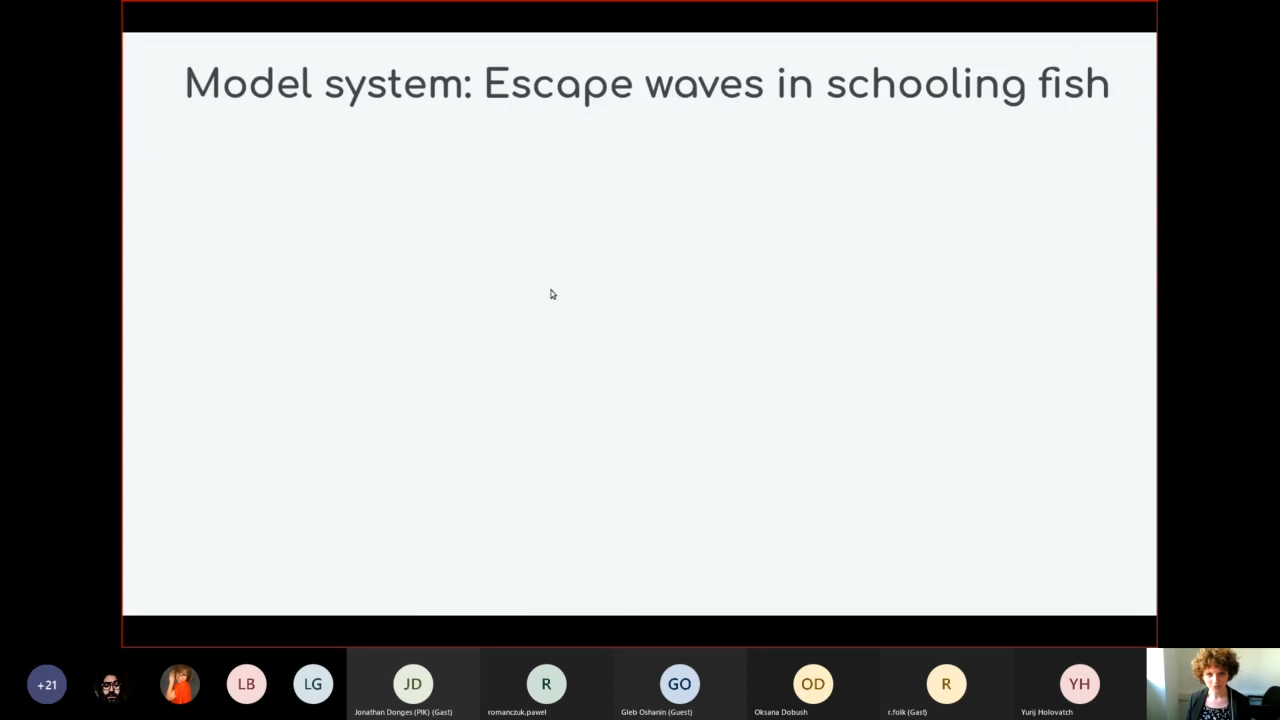 Model system: Escape waves in schooling fish
+21
LB
LG
JD
R
GO
OD
R
YH
Jonathan Donges (PIK) (Gast)
romanczuk.pawel
Gleb Oshanin (Guest)
Oksana Dobush
r.folk (Gast)
Yurij Holovatch